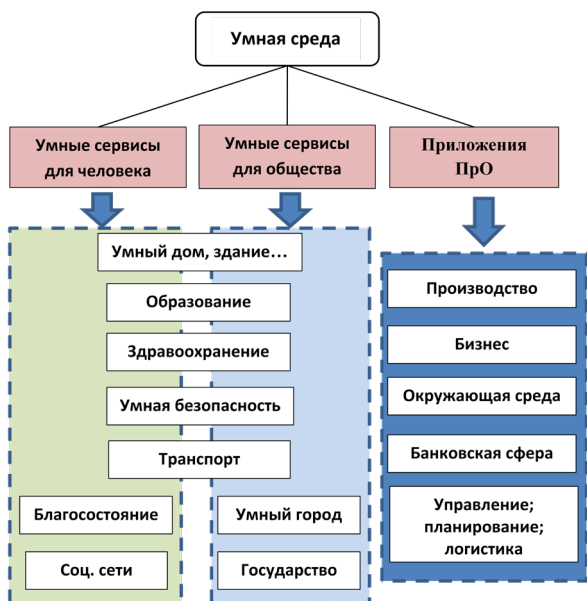 Умная среда
Умные сервисы
для человека
Умные сервисы
для общества
Приложения
ПрО
Умный дом, здание...
Образование
Здравоохранение
Умная безопасность
Транспорт
Благосостояние
Умный город
Соц. сети
Государство
Производство
Бизнес
Окружающая среда
Банковская сфера
Управление;
планирование;
логистика